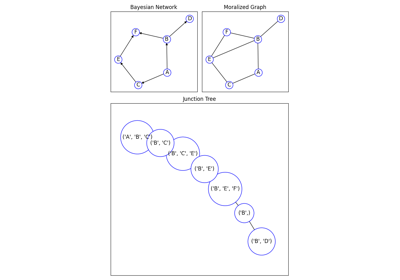 Bayesian Network
Moralized Graph
D
F
B
E
A
C
D
F
B
E
A
C
Junction Tree
('A', 'B', 'C')
('B', 'C')
('B', 'C', 'E')
('B', 'E')
('B', 'E', 'F')
('B',)
('B', 'D')